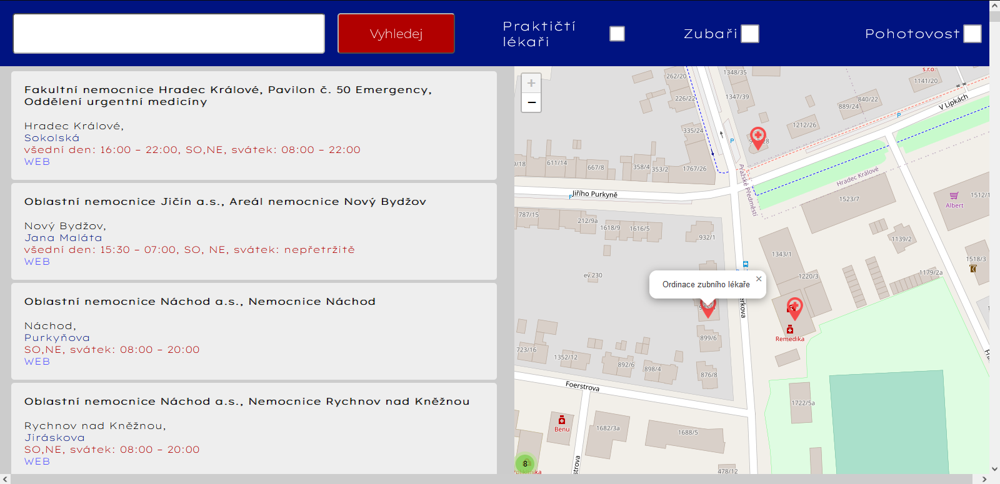 Vyhledej
Praktičtí
lékaři
Zubaři
Pohotovost
Fakultní nemocnice Hradec Králové, Pavilon č. 50 Emergency,
Oddělení urgentní medicíny
Hradec Králové,
Sokolská
všední den: 16:00 – 22:00, SO,NE, svátek: 08:00 – 22:00
WEB
Oblastní nemocnice Jičín a.s., Areál nemocnice Nový Bydžov
Nový Bydžov,
Jana Maláta
všední den: 15:30 – 07:00, SO, NE, svátek: nepřetržitě
WEB
Oblastní nemocnice Náchod a.s., Nemocnice Náchod
Náchod,
Purkyňova
SO,NE, svátek: 08:00 – 20:00
WEB
Oblastní nemocnice Náchod a.s., Nemocnice Rychnov nad Kněžnou
Rychnov nad Kněžnou,
Jiráskova
SO,NE, svátek: 08:00 – 20:00
WEB
+
−
262/20
1348/35
s.r.o.
1141/20
226/22
1347/39
840/22
889/24
V Lipkách
P
335/24
1212/26
P
9/18
611/14
667/8
358/4
353/2
1767/26
Pražské Předměstí
Hradec Králové
P
Jiřího Purkyně
1523/7
1512/1
Albert
787/15
212/9a
1618/9
1616/5
932/1
1139/2
1343/1
1518/3
ev.230
1220/3
1179/2a
Ordinace zubního lékaře
×
erkova
Remedika
899/6
723/16
1352/12
892/6
898/4
876/8
Foerstrova
1722/5a
Benu
1682/3a
1688/5
8
Poliklinika
strova
478/12